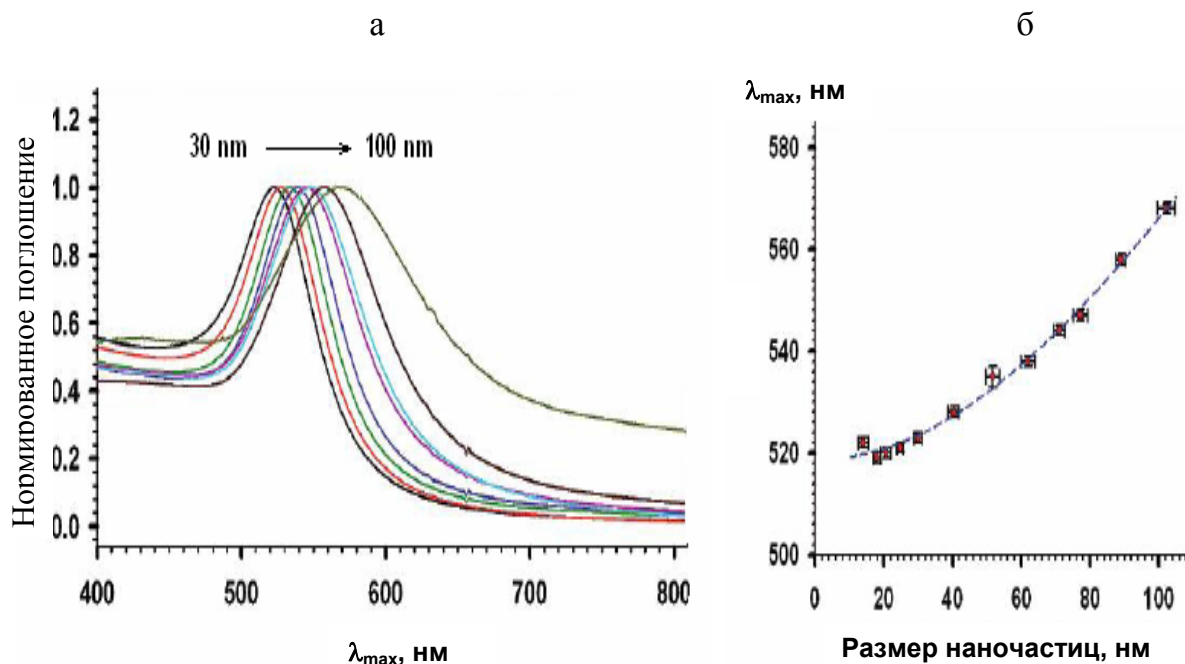 а
б
Нормированное поглощение
1.2
1.0
0.8
0.6
0.4
0.2
0.0
30 nm
100 nm
400
500
600
700
800
λmax, нм
λmax, нм
580
560
540
520
500
0
20
40
60
80
100
Размер наночастиц, нм